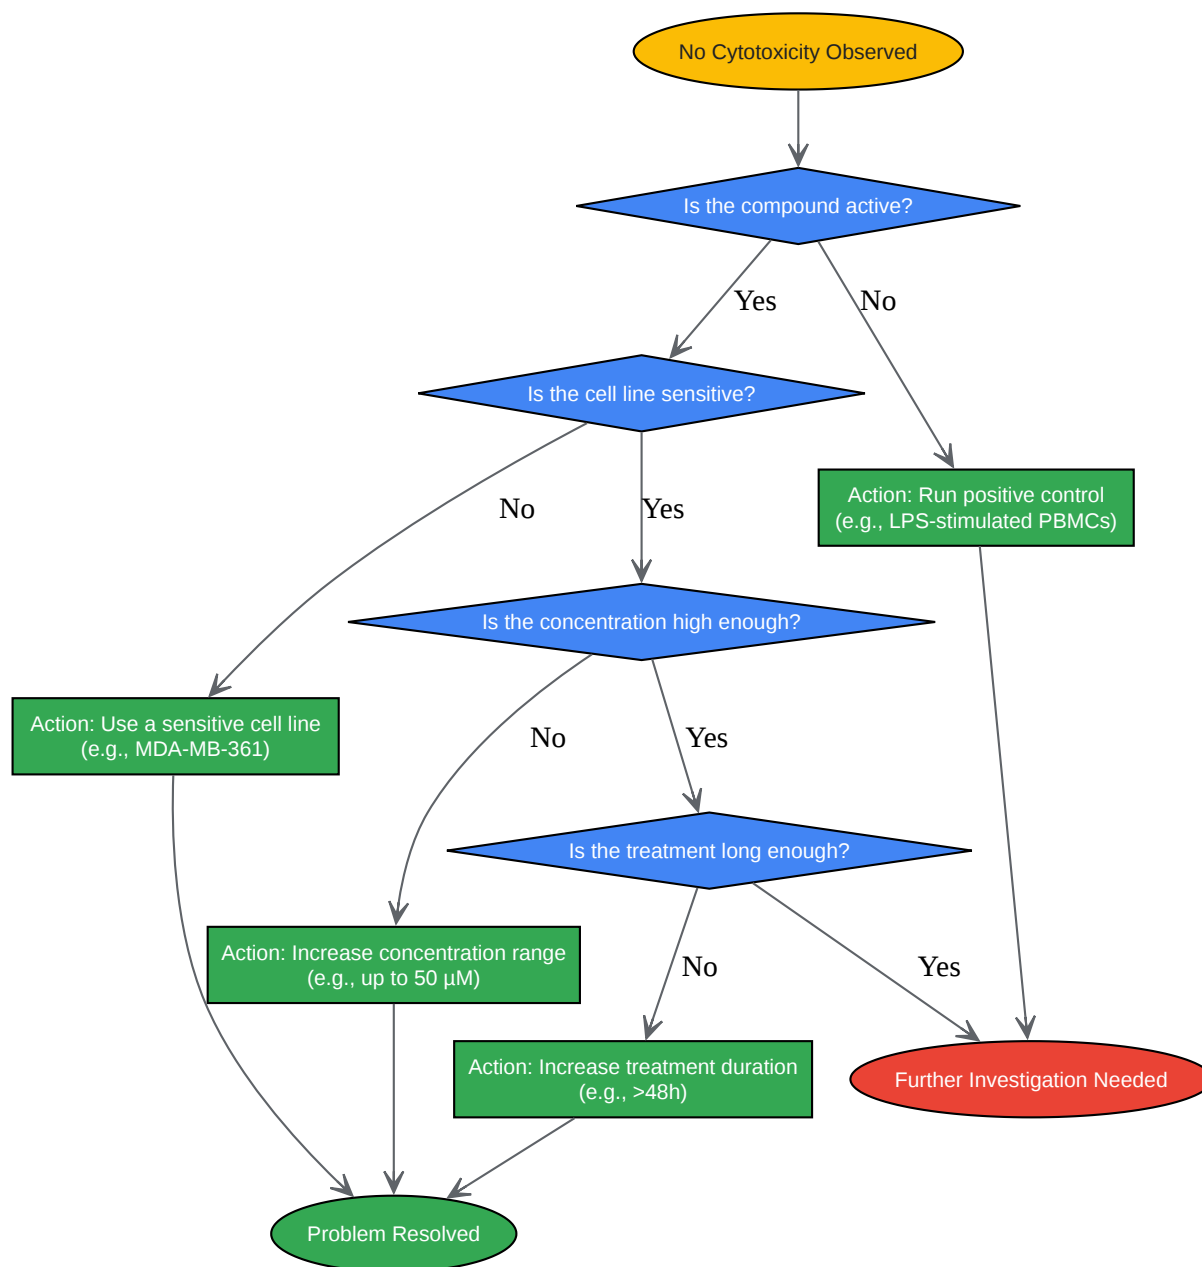 No Cytotoxicity Observed
Is the compound active?
Yes
No
Is the cell line sensitive?
No
Yes
Action: Run positive control
(e.g., LPS-stimulated PBMCs)
Is the concentration high enough?
Action: Use a sensitive cell line
(e.g., MDA-MB-361)
No
Yes
Is the treatment long enough?
Action: Increase concentration range
(e.g., up to 50 µM)
No
Yes
Action: Increase treatment duration
(e.g., >48h)
Further Investigation Needed
Problem Resolved